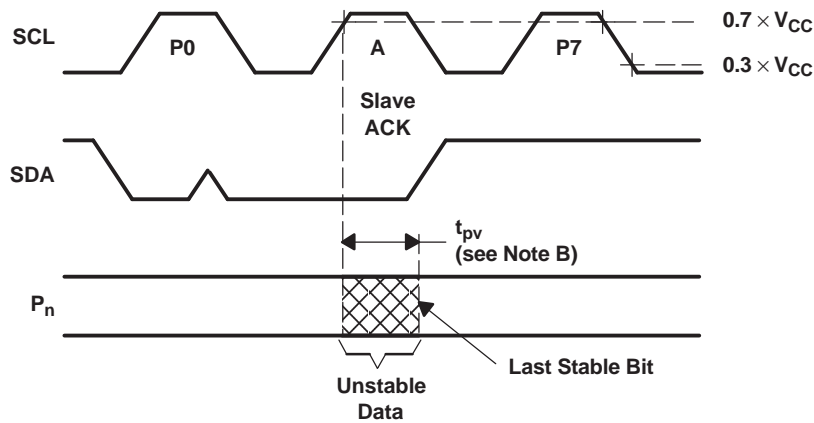 SCL
P0
A
P7
0.7 × VCC
0.3 × VCC
Slave
ACK
SDA
tpv
(see Note B)
Pn
Last Stable Bit
Unstable
Data